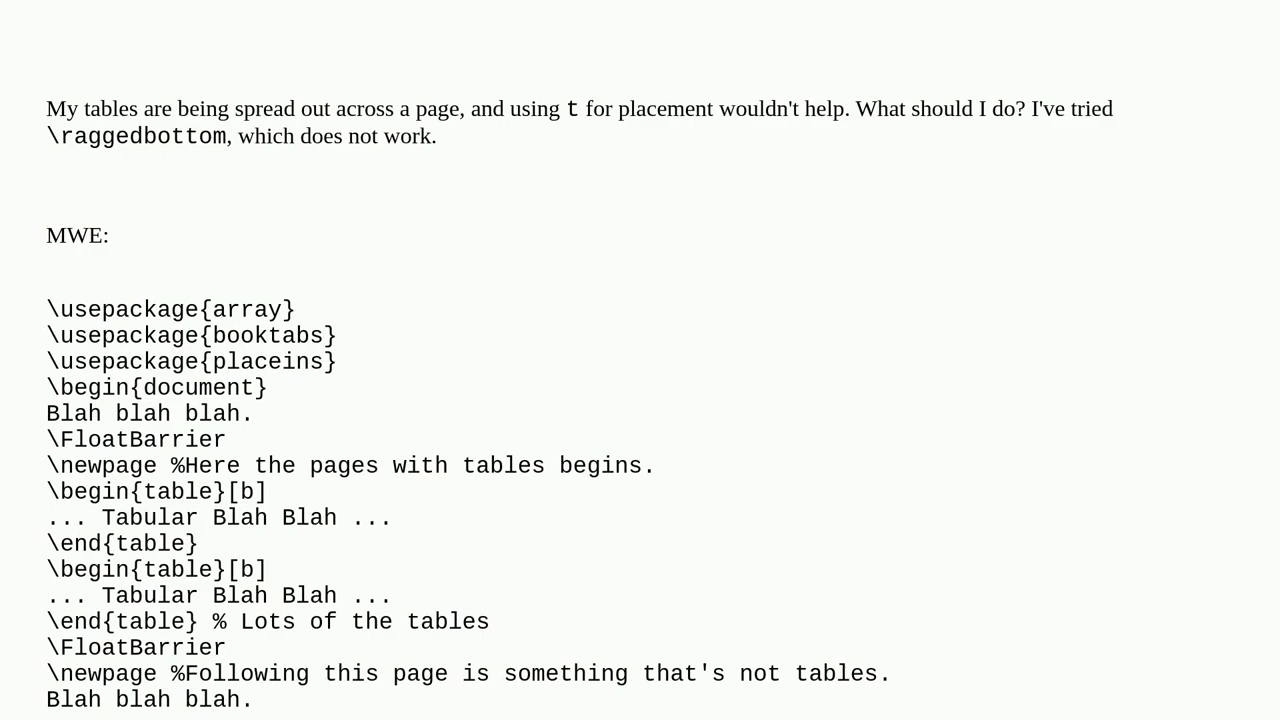 My tables are being spread out across a page, and using t for placement wouldn't help. What should I do? I've tried
\raggedbottom, which does not work.
MWE:
\usepackage{array}
\usepackage{booktabs}
\usepackage{placeins}
\begin{document}
Blah blah blah.
\FloatBarrier
\newpage %Here the pages with tables begins.
\begin{table}[b]
... Tabular Blah Blah ...
\end{table}
\begin{table}[b]
... Tabular Blah Blah ...
\end{table} % Lots of the tables
\FloatBarrier
\newpage %Following this page is something that's not tables.
Blah blah blah.